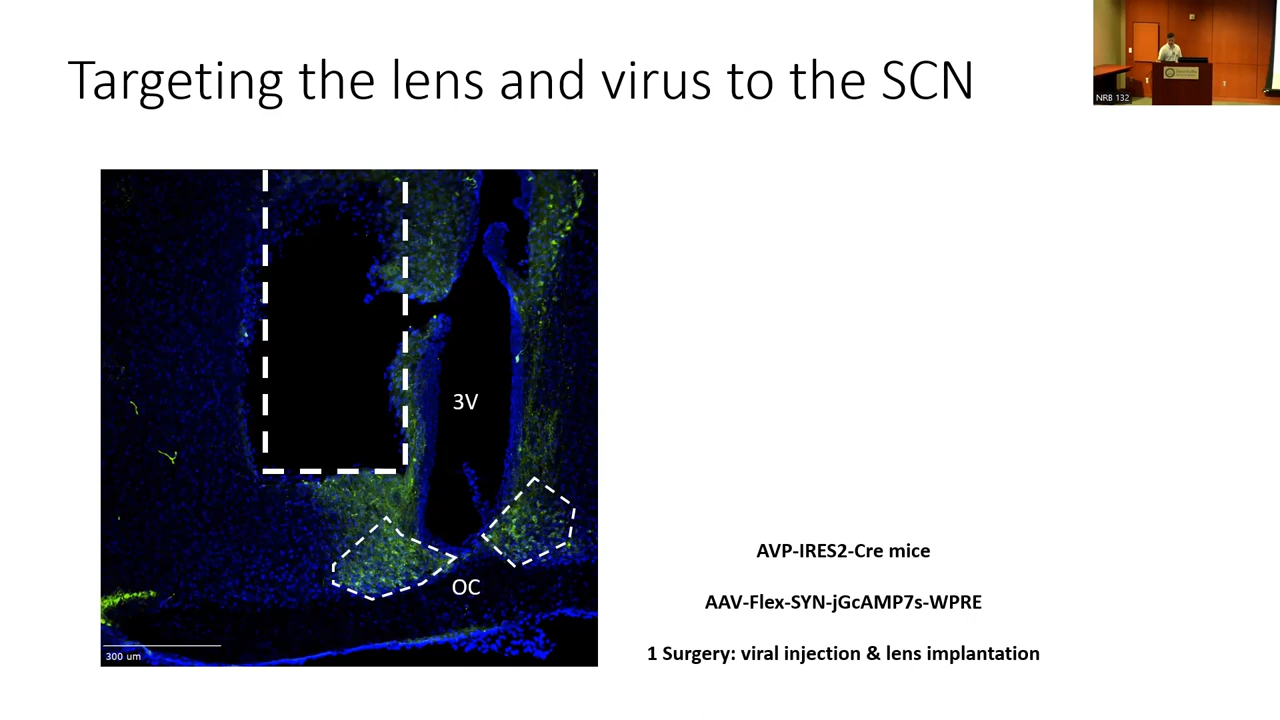 Targeting the lens and virus to the SCN
NRB 132
3V
OC
300 um
AVP-IRES2-Cre mice
AAV-Flex-SYN-jGcAMP7s-WPRE
1 Surgery: viral injection & lens implantation